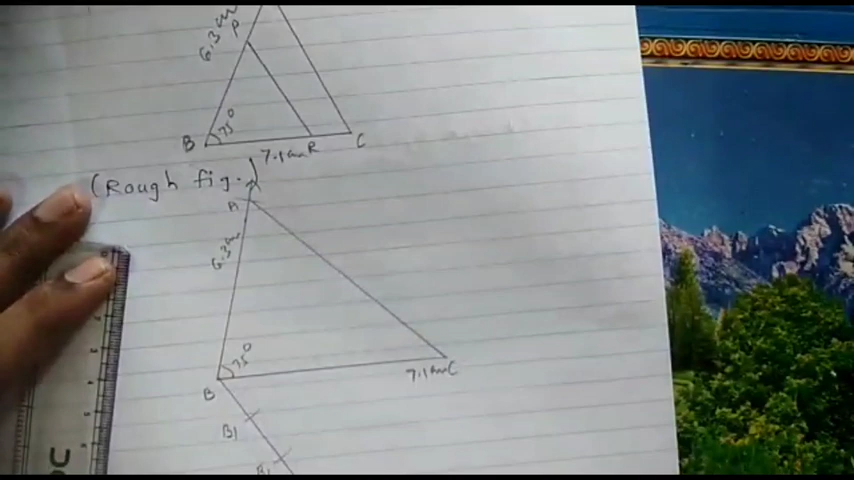 6.3 cm P
75°
B
7.1 cm R
C
(Rough fig.)
A
6.3 cm
75°
B
7.1 cm C
B1